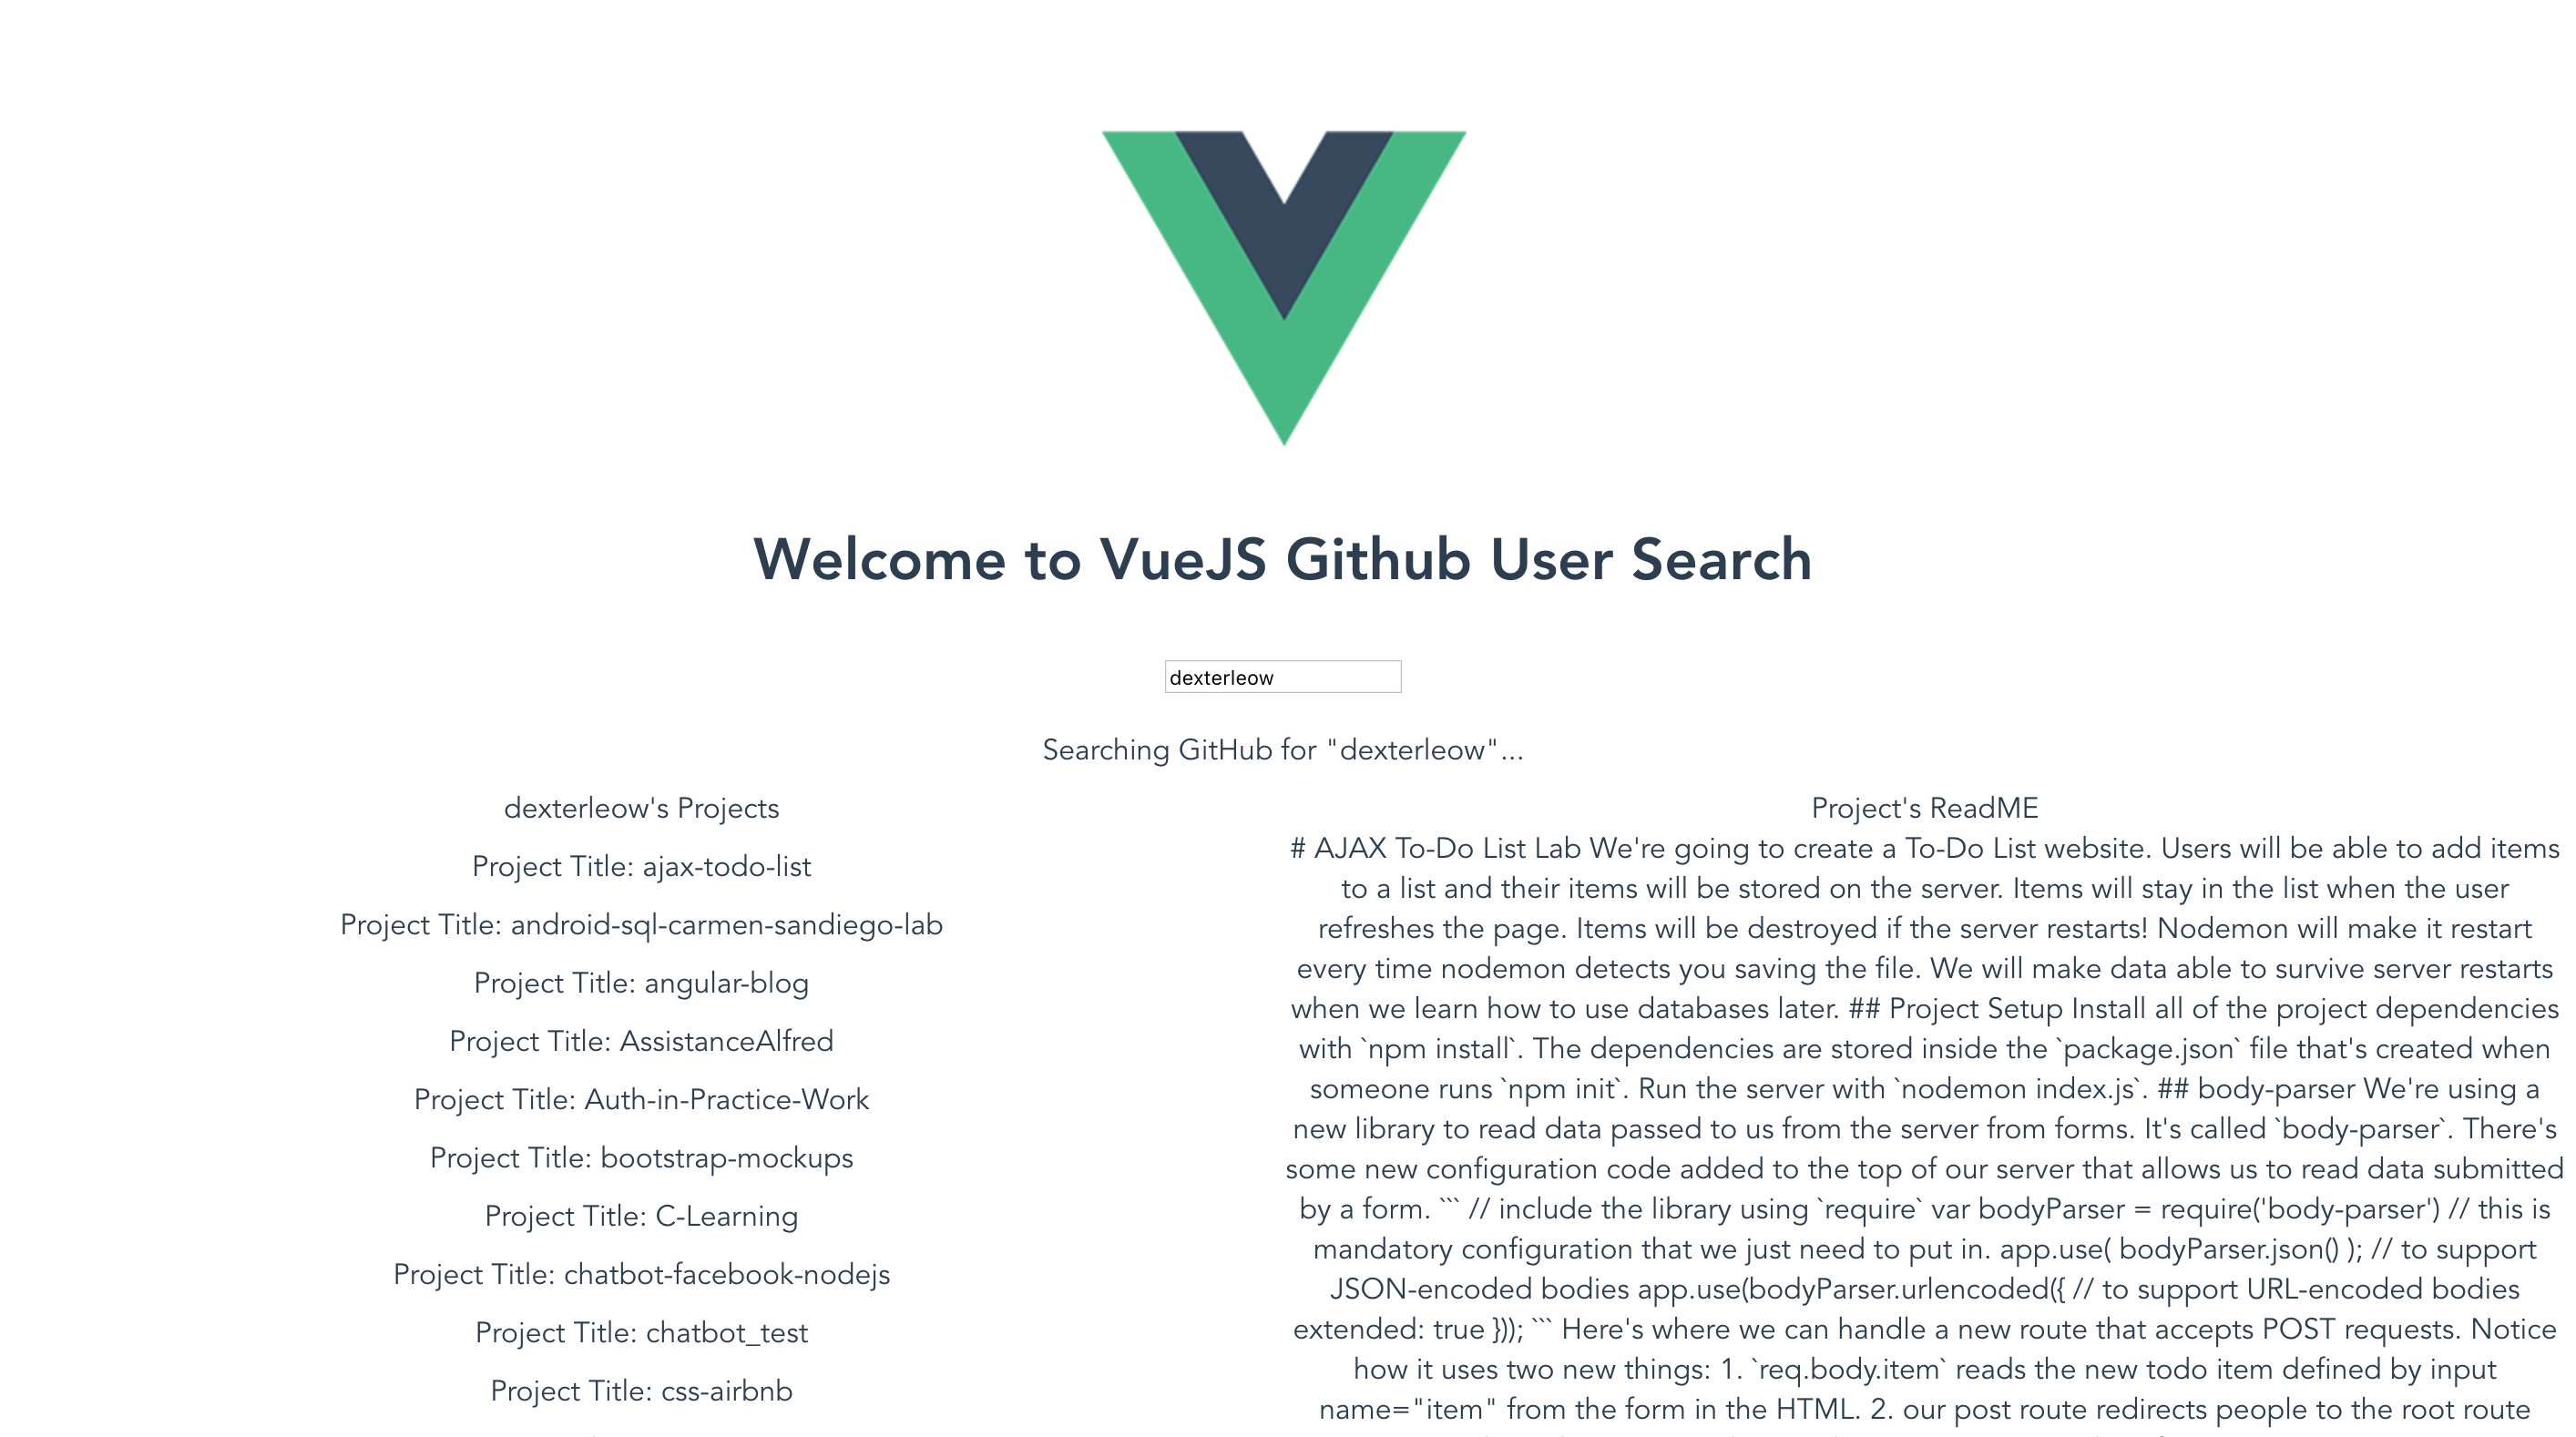 Welcome to VueJS Github User Search
dexterleow
Searching GitHub for "dexterleow"...
dexterleow's Projects
Project Title: ajax-todo-list
Project Title: android-sql-carmen-sandiego-lab
Project Title: angular-blog
Project Title: AssistanceAlfred
Project Title: Auth-in-Practice-Work
Project Title: bootstrap-mockups
Project Title: C-Learning
Project Title: chatbot-facebook-nodejs
Project Title: chatbot_test
Project Title: css-airbnb
Project's ReadME
# AJAX To-Do List Lab We're going to create a To-Do List website. Users will be able to add items
to a list and their items will be stored on the server. Items will stay in the list when the user
refreshes the page. Items will be destroyed if the server restarts! Nodemon will make it restart
every time nodemon detects you saving the file. We will make data able to survive server restarts
when we learn how to use databases later. ## Project Setup Install all of the project dependencies
with `npm install`. The dependencies are stored inside the `package.json` file that's created when
someone runs `npm init`. Run the server with `nodemon index.js`. ## body-parser We're using a
new library to read data passed to us from the server from forms. It's called `body-parser`. There's
some new configuration code added to the top of our server that allows us to read data submitted
by a form. ``` // include the library using `require` var bodyParser = require('body-parser') // this is
mandatory configuration that we just need to put in. app.use( bodyParser.json() ); // to support
JSON-encoded bodies app.use(bodyParser.urlencoded({ // to support URL-encoded bodies
extended: true })); ``` Here's where we can handle a new route that accepts POST requests. Notice
how it uses two new things: 1. `req.body.item` reads the new todo item defined by input
name="item" from the form in the HTML. 2. our post route redirects people to the root route